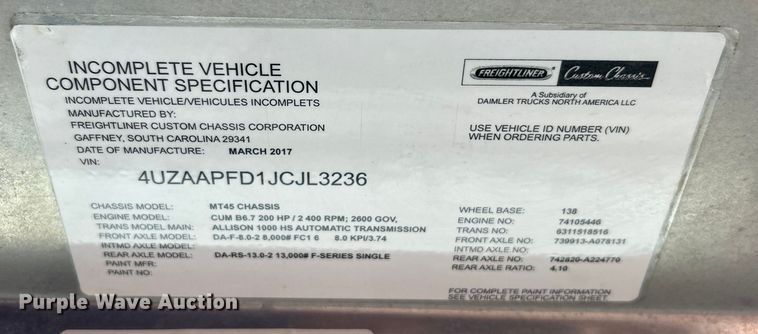 INCOMPLETE VEHICLE
COMPONENT SPECIFICATION
INCOMPLETE VEHICLE/VEHICULES INCOMPLETS
MANUFACTURED BY:
FREIGHTLINER CUSTOM CHASSIS CORPORATION
GAFFNEY, SOUTH CAROLINA 29341
DATE OF MANUFACTURE: MARCH 2017
VIN:
4UZAAPFD1JCJL3236
FREIGHTLINER Custom Chassis
A Subsidiary of
DAIMLER TRUCKS NORTH AMERICA LLC
USE VEHICLE ID NUMBER (VIN)
WHEN ORDERING PARTS.
CHASSIS MODEL: MT45 CHASSIS
ENGINE MODEL: CUM B6.7 200 HP / 2 400 RPM; 2600 GOV,
TRANS MODEL MAIN: ALLISON 1000 HS AUTOMATIC TRANSMISSION
FRONT AXLE MODEL: DA-F-8.0-2 8,000# FC1 6 8.0 KPI/3.74
INTMD AXLE MODEL:
REAR AXLE MODEL: DA-RS-13.0-2 13,000# F-SERIES SINGLE
PAINT MFR:
PAINT NO:
WHEEL BASE: 138
ENGINE NO: 74105446
TRANS NO: 6311518516
FRONT AXLE NO: 739913-A078131
INTMD AXLE NO:
REAR AXLE NO: 742820-A224770
REAR AXLE RATIO: 4.10
FOR COMPLETE PAINT INFORMATION
SEE VEHICLE SPECIFICATION SHEET.
Purple Wave Auction